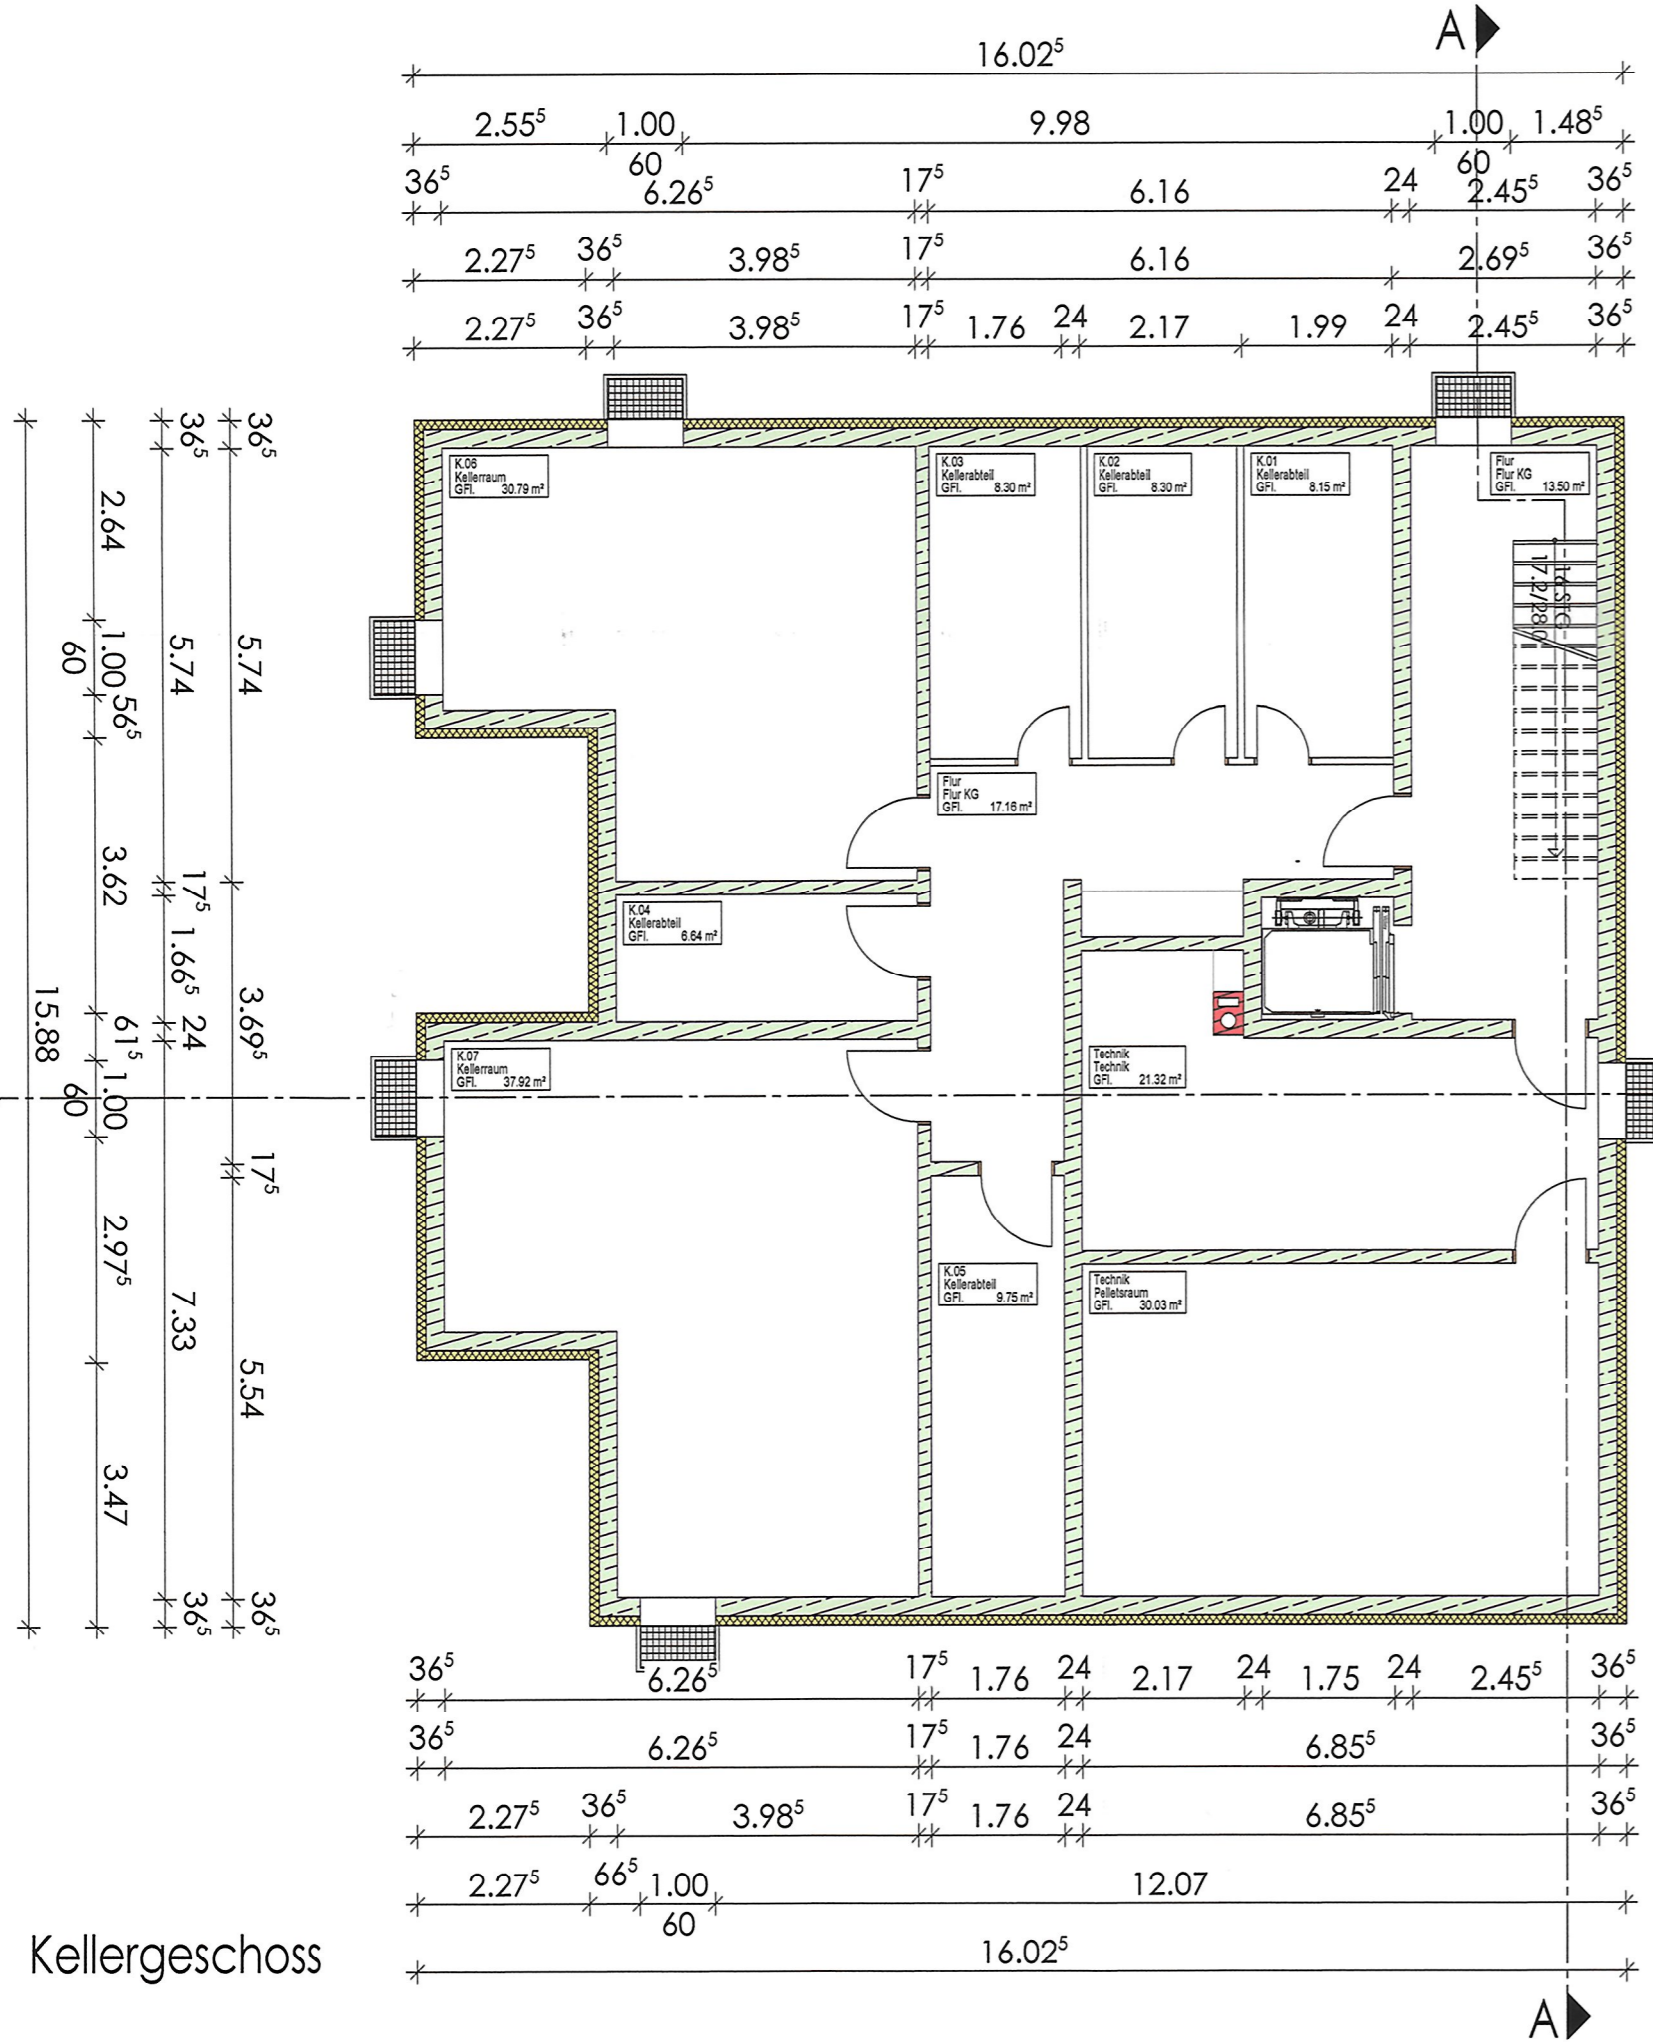 A
16.02⁵
2.55⁵ 1.00 9.98 1.00 1.48⁵
60 60
36⁵ 6.26⁵ 17⁵ 6.16 24 2.45⁵ 36⁵
2.27⁵ 36⁵ 3.98⁵ 17⁵ 6.16 2.69⁵ 36⁵
2.27⁵ 36⁵ 3.98⁵ 17⁵ 1.76 24 2.17 1.99 24 2.45⁵ 36⁵
15.88
2.64 1.00 56⁵ 3.62 61⁵ 1.00 2.97⁵ 3.47
60 60
36⁵ 5.74 17⁵ 1.66⁵ 24 7.33 36⁵
36⁵ 5.74 3.69⁵ 17⁵ 5.54 36⁵
K.06
Kellerraum
GFl. 30.79 m²
K.03
Kellerabteil
GFl. 8.30 m²
K.02
Kellerabteil
GFl. 8.30 m²
K.01
Kellerabteil
GFl. 8.15 m²
Flur
Flur KG
GFl. 13.50 m²
16 STG
17.2/28.0
Flur
Flur KG
GFl. 17.16 m²
K.04
Kellerabteil
GFl. 6.64 m²
K.07
Kellerraum
GFl. 37.92 m²
Technik
Technik
GFl. 21.32 m²
K.05
Kellerabteil
GFl. 9.75 m²
Technik
Pelletsraum
GFl. 30.03 m²
36⁵ 6.26⁵ 17⁵ 1.76 24 2.17 24 1.75 24 2.45⁵ 36⁵
36⁵ 6.26⁵ 17⁵ 1.76 24 6.85⁵ 36⁵
2.27⁵ 36⁵ 3.98⁵ 17⁵ 1.76 24 6.85⁵ 36⁵
2.27⁵ 66⁵ 1.00 12.07
60
16.02⁵
Kellergeschoss
A